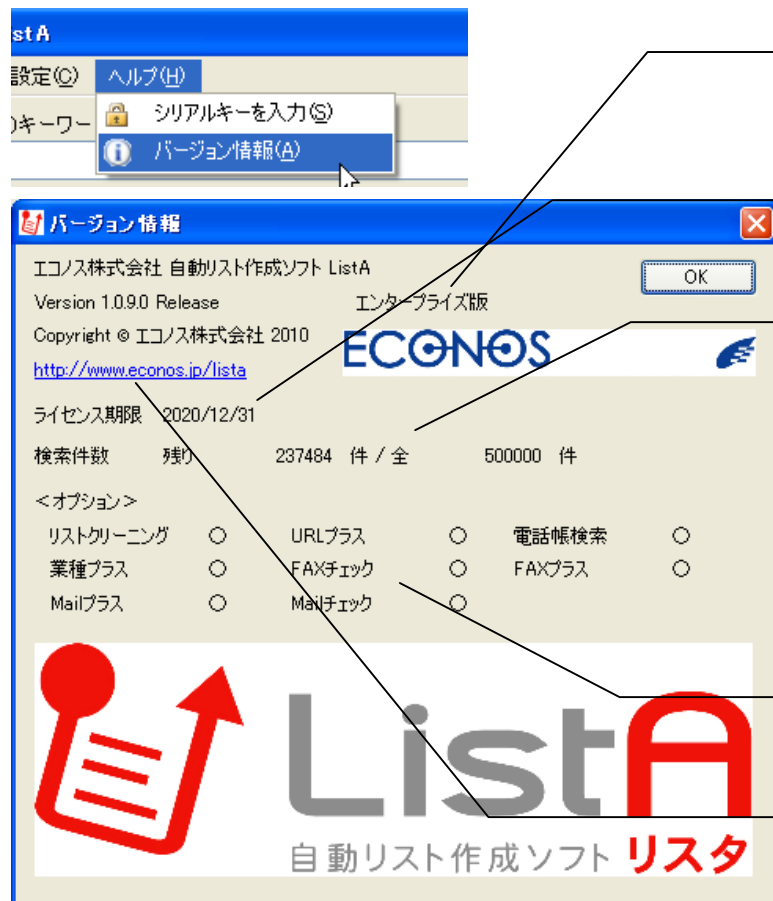 stA
設定(C) ヘルプ(H)
のキーワー
シリアルキーを入力(S)
バージョン情報(A)
バージョン情報
エコノス株式会社 自動リスト作成ソフト ListA
OK
Version 1.0.9.0 Release エンタープライズ版
Copyright © エコノス株式会社 2010
ECONOS
http://www.econos.jp/lista
ライセンス期限 2020/12/31
検索件数 残り 237484 件 / 全 500000 件
<オプション>
リストクリーニング ○ URLプラス ○ 電話帳検索 ○
業種プラス ○ FAXチェック ○ FAXプラス ○
Mailプラス ○ Mailチェック ○
ListA
自動リスト作成ソフト リスタ